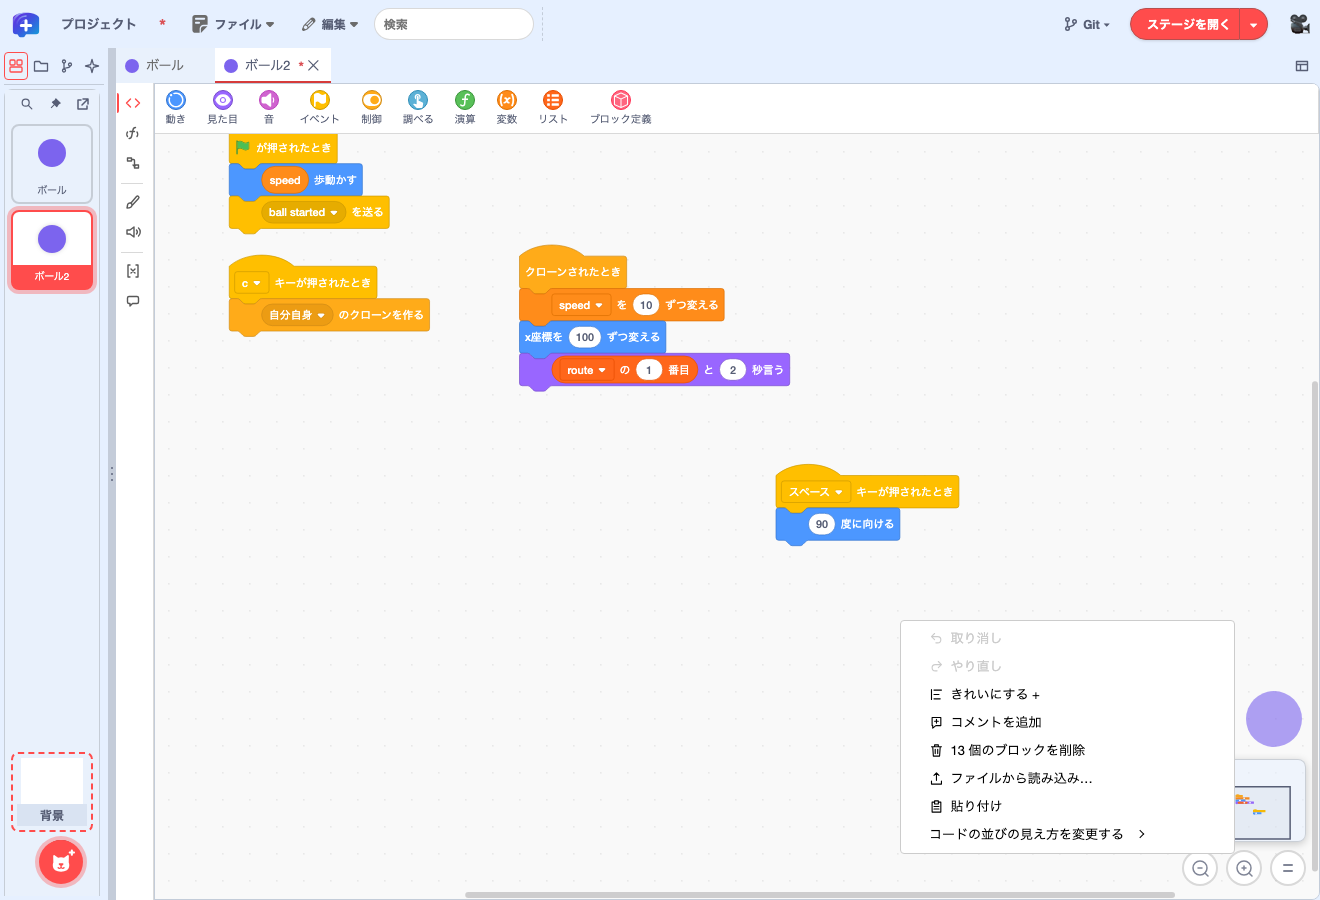 プロジェクト * ファイル 編集 検索 Git ステージを開く
ボール ボール2 *
動き 見た目 音 イベント 制御 調べる 演算 変数 リスト ブロック定義
ボール
ボール2
背景
が押されたとき
speed 歩動かす
ball started を送る
c キーが押されたとき
自分自身 のクローンを作る
クローンされたとき
speed を 10 ずつ変える
x座標を 100 ずつ変える
route の 1 番目 と 2 秒言う
スペース キーが押されたとき
90 度に向ける
取り消し
やり直し
きれいにする +
コメントを追加
13 個のブロックを削除
ファイルから読み込み...
貼り付け
コードの並びの見え方を変更する